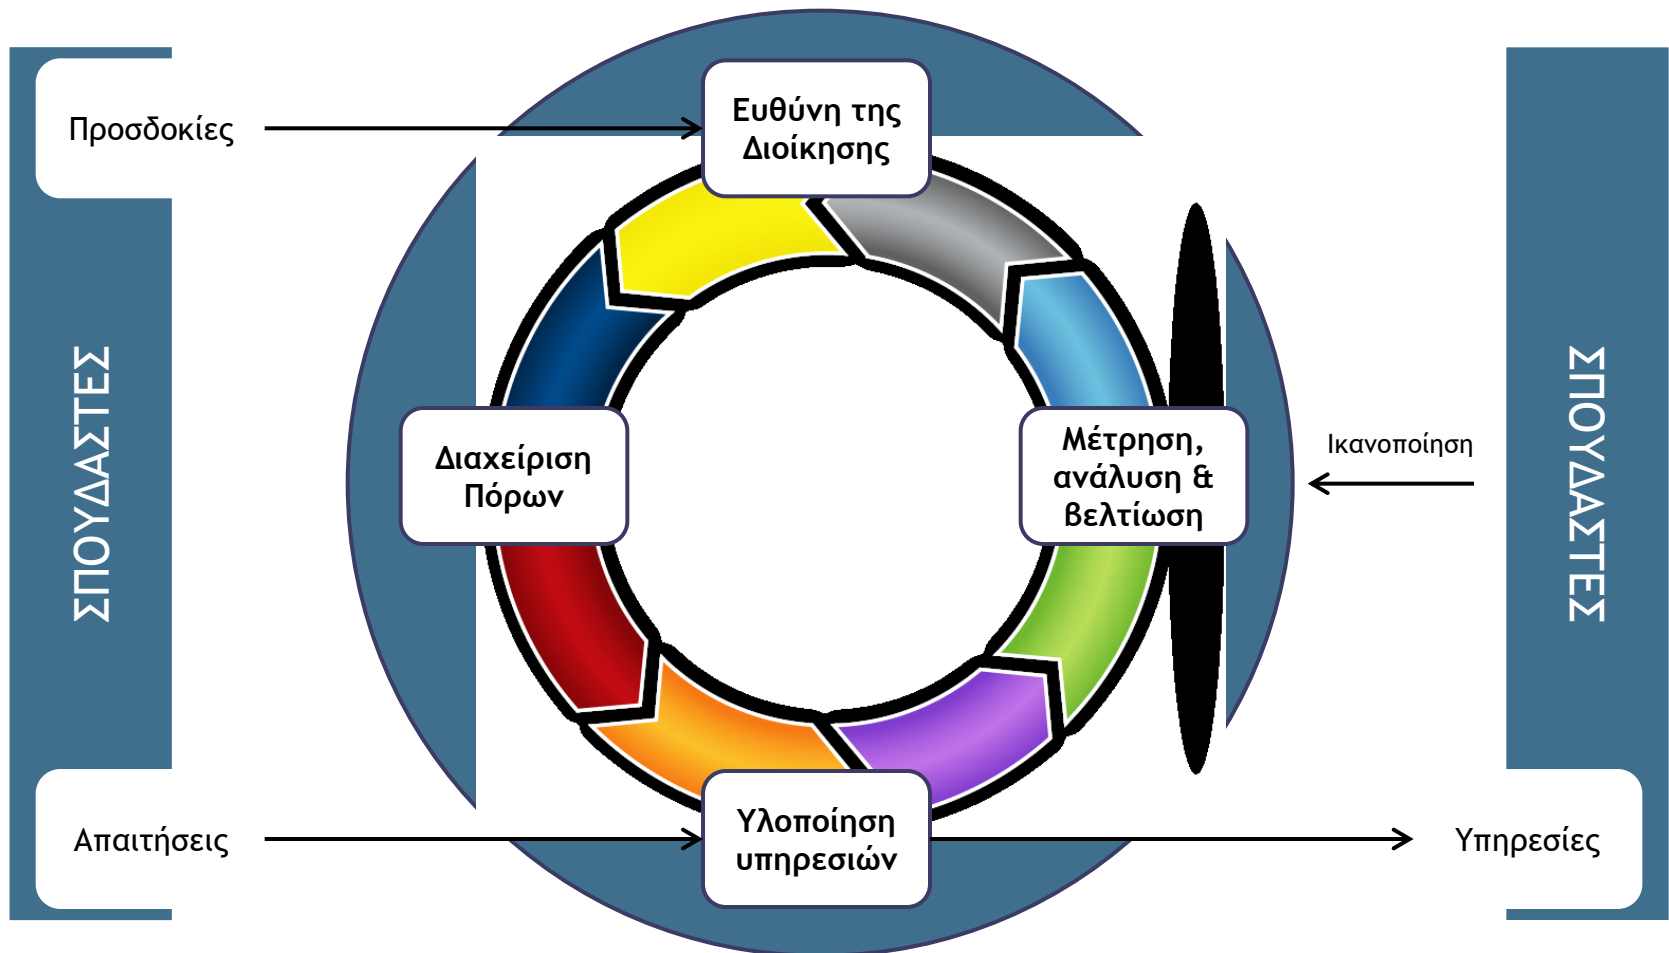 Προσδοκίες
Ευθύνη της
Διοίκησης
ΣΠΟΥΔΑΣΤΕΣ
Διαχείριση
Πόρων
Μέτρηση,
ανάλυση &
βελτίωση
Ικανοποίηση
ΣΠΟΥΔΑΣΤΕΣ
Απαιτήσεις
Υλοποίηση
υπηρεσιών
Υπηρεσίες